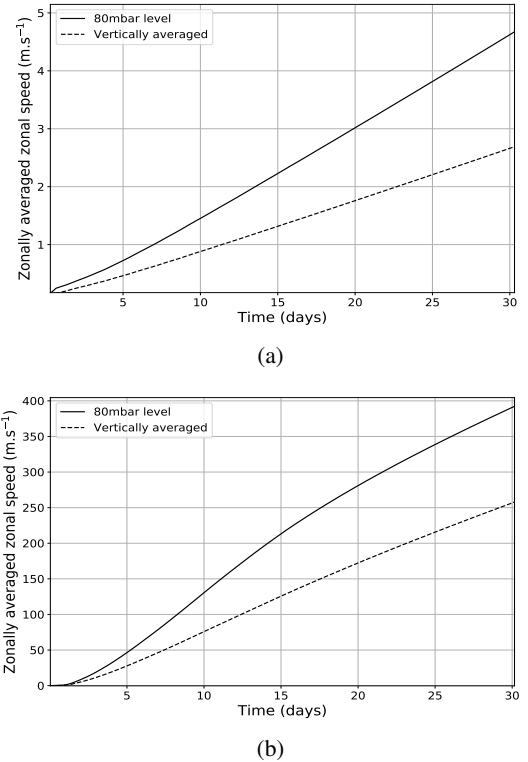 80mbar level
Vertically averaged
Zonally averaged zonal speed (m.s⁻¹)
5
4
3
2
1
5 10 15 20 25 30
Time (days)
(a)
80mbar level
Vertically averaged
Zonally averaged zonal speed (m.s⁻¹)
400
350
300
250
200
150
100
50
0
5 10 15 20 25 30
Time (days)
(b)